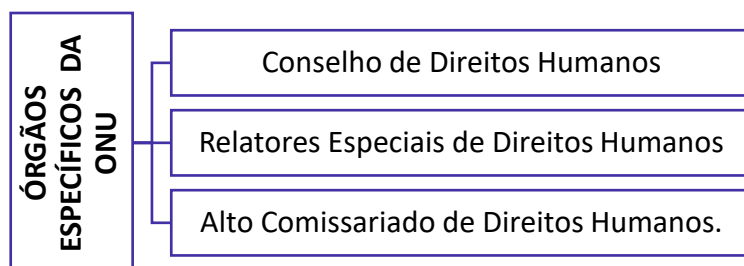 ÓRGÃOS
ESPECÍFICOS DA
ONU
Conselho de Direitos Humanos
Relatores Especiais de Direitos Humanos
Alto Comissariado de Direitos Humanos.